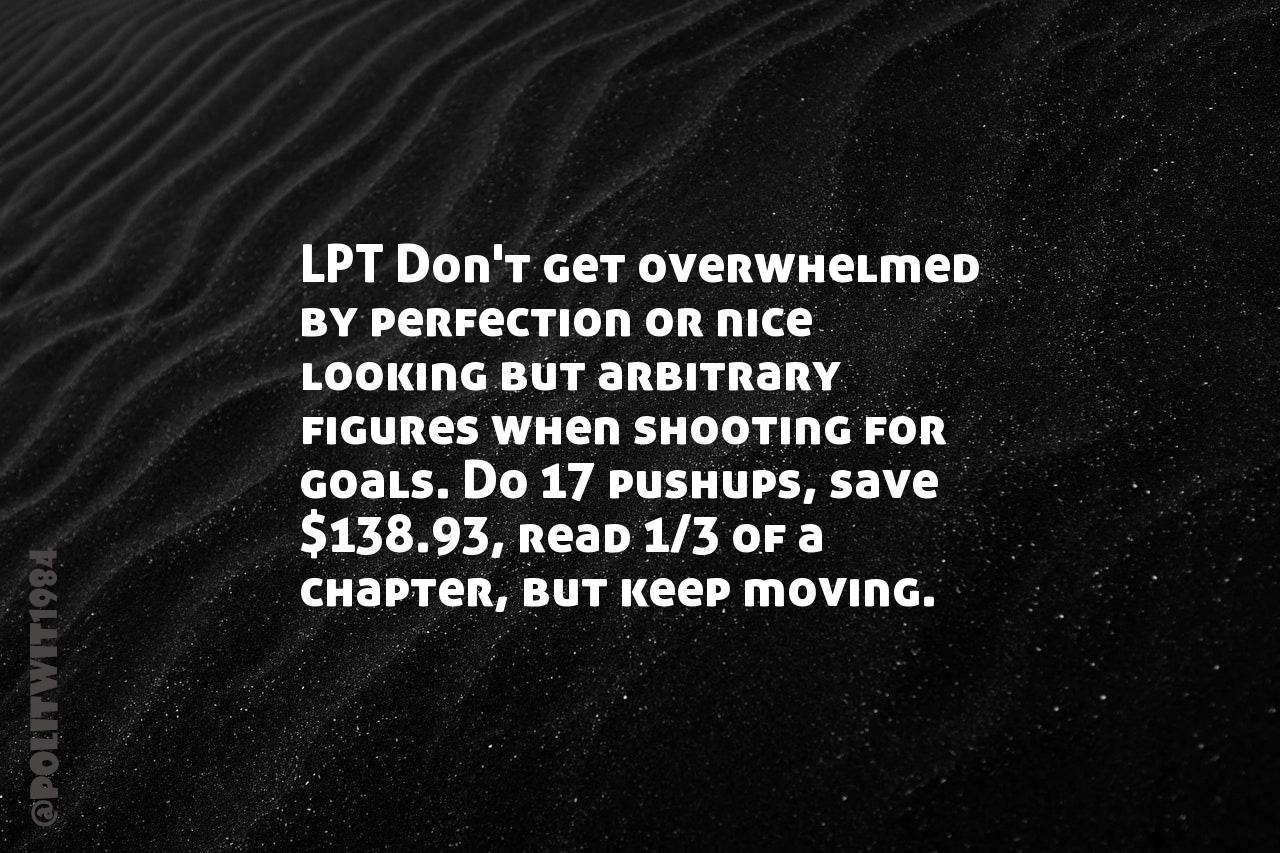 LPT Don't get overwhelmed
by perfection or nice
looking but arbitrary
figures when shooting for
goals. Do 17 pushups, save
$138.93, read 1/3 of a
chapter, but keep moving.
@POLITWIT1984